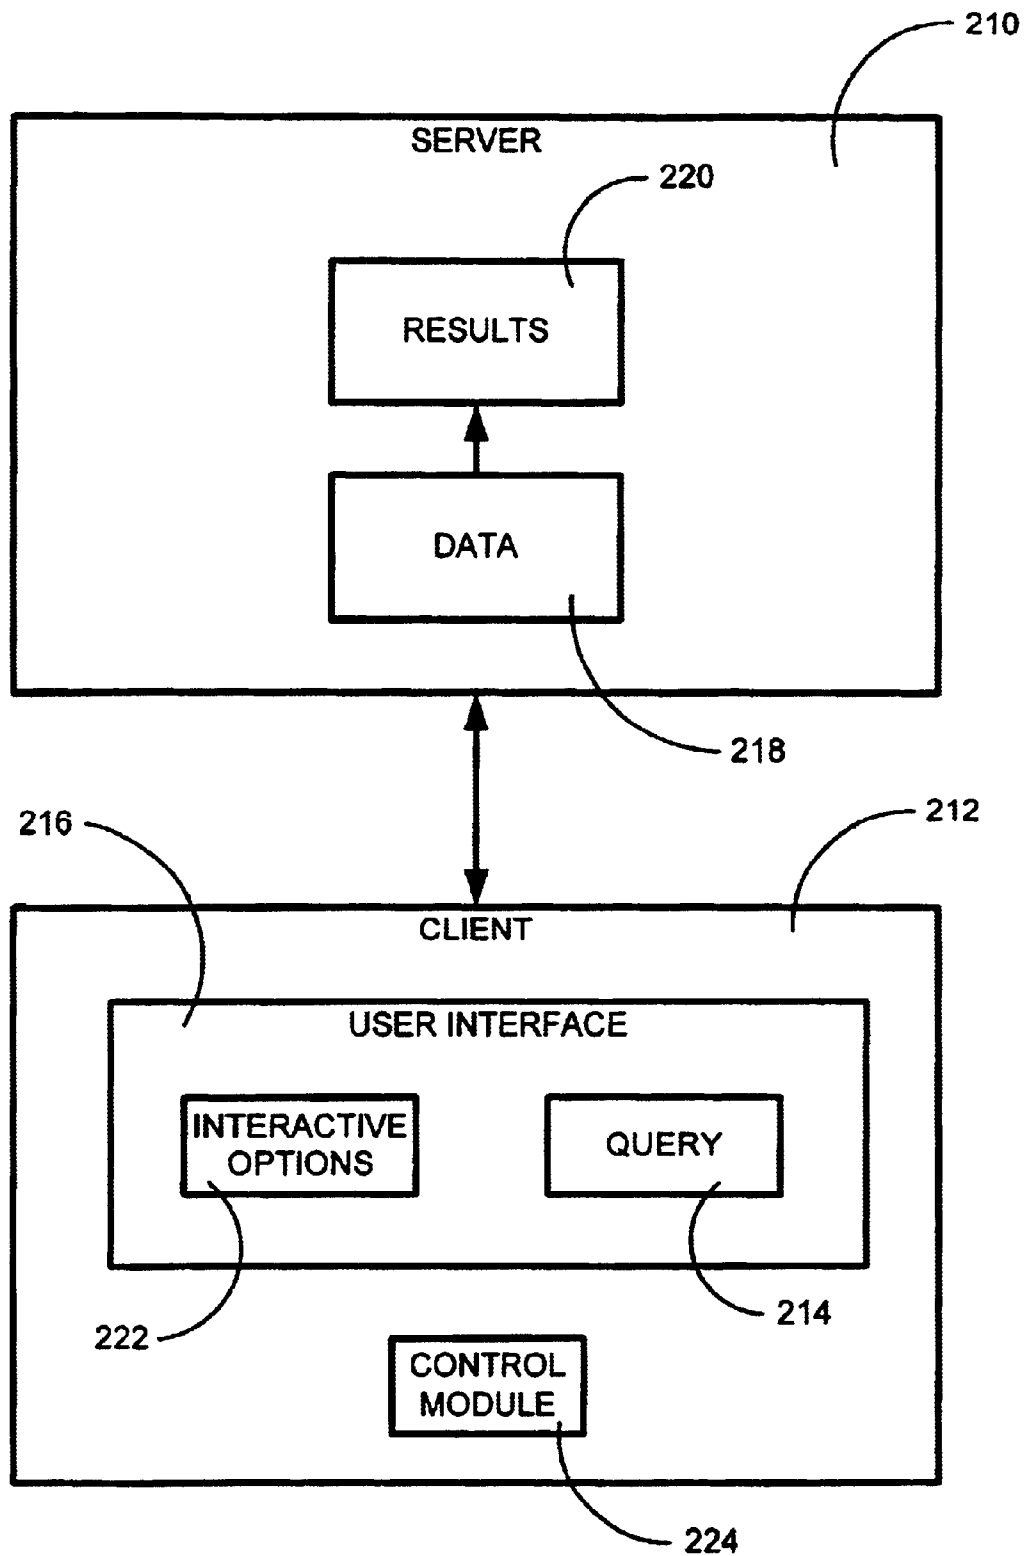 210
SERVER
220
RESULTS
DATA
218
216
212
CLIENT
USER INTERFACE
INTERACTIVE
OPTIONS
QUERY
222
214
CONTROL
MODULE
224